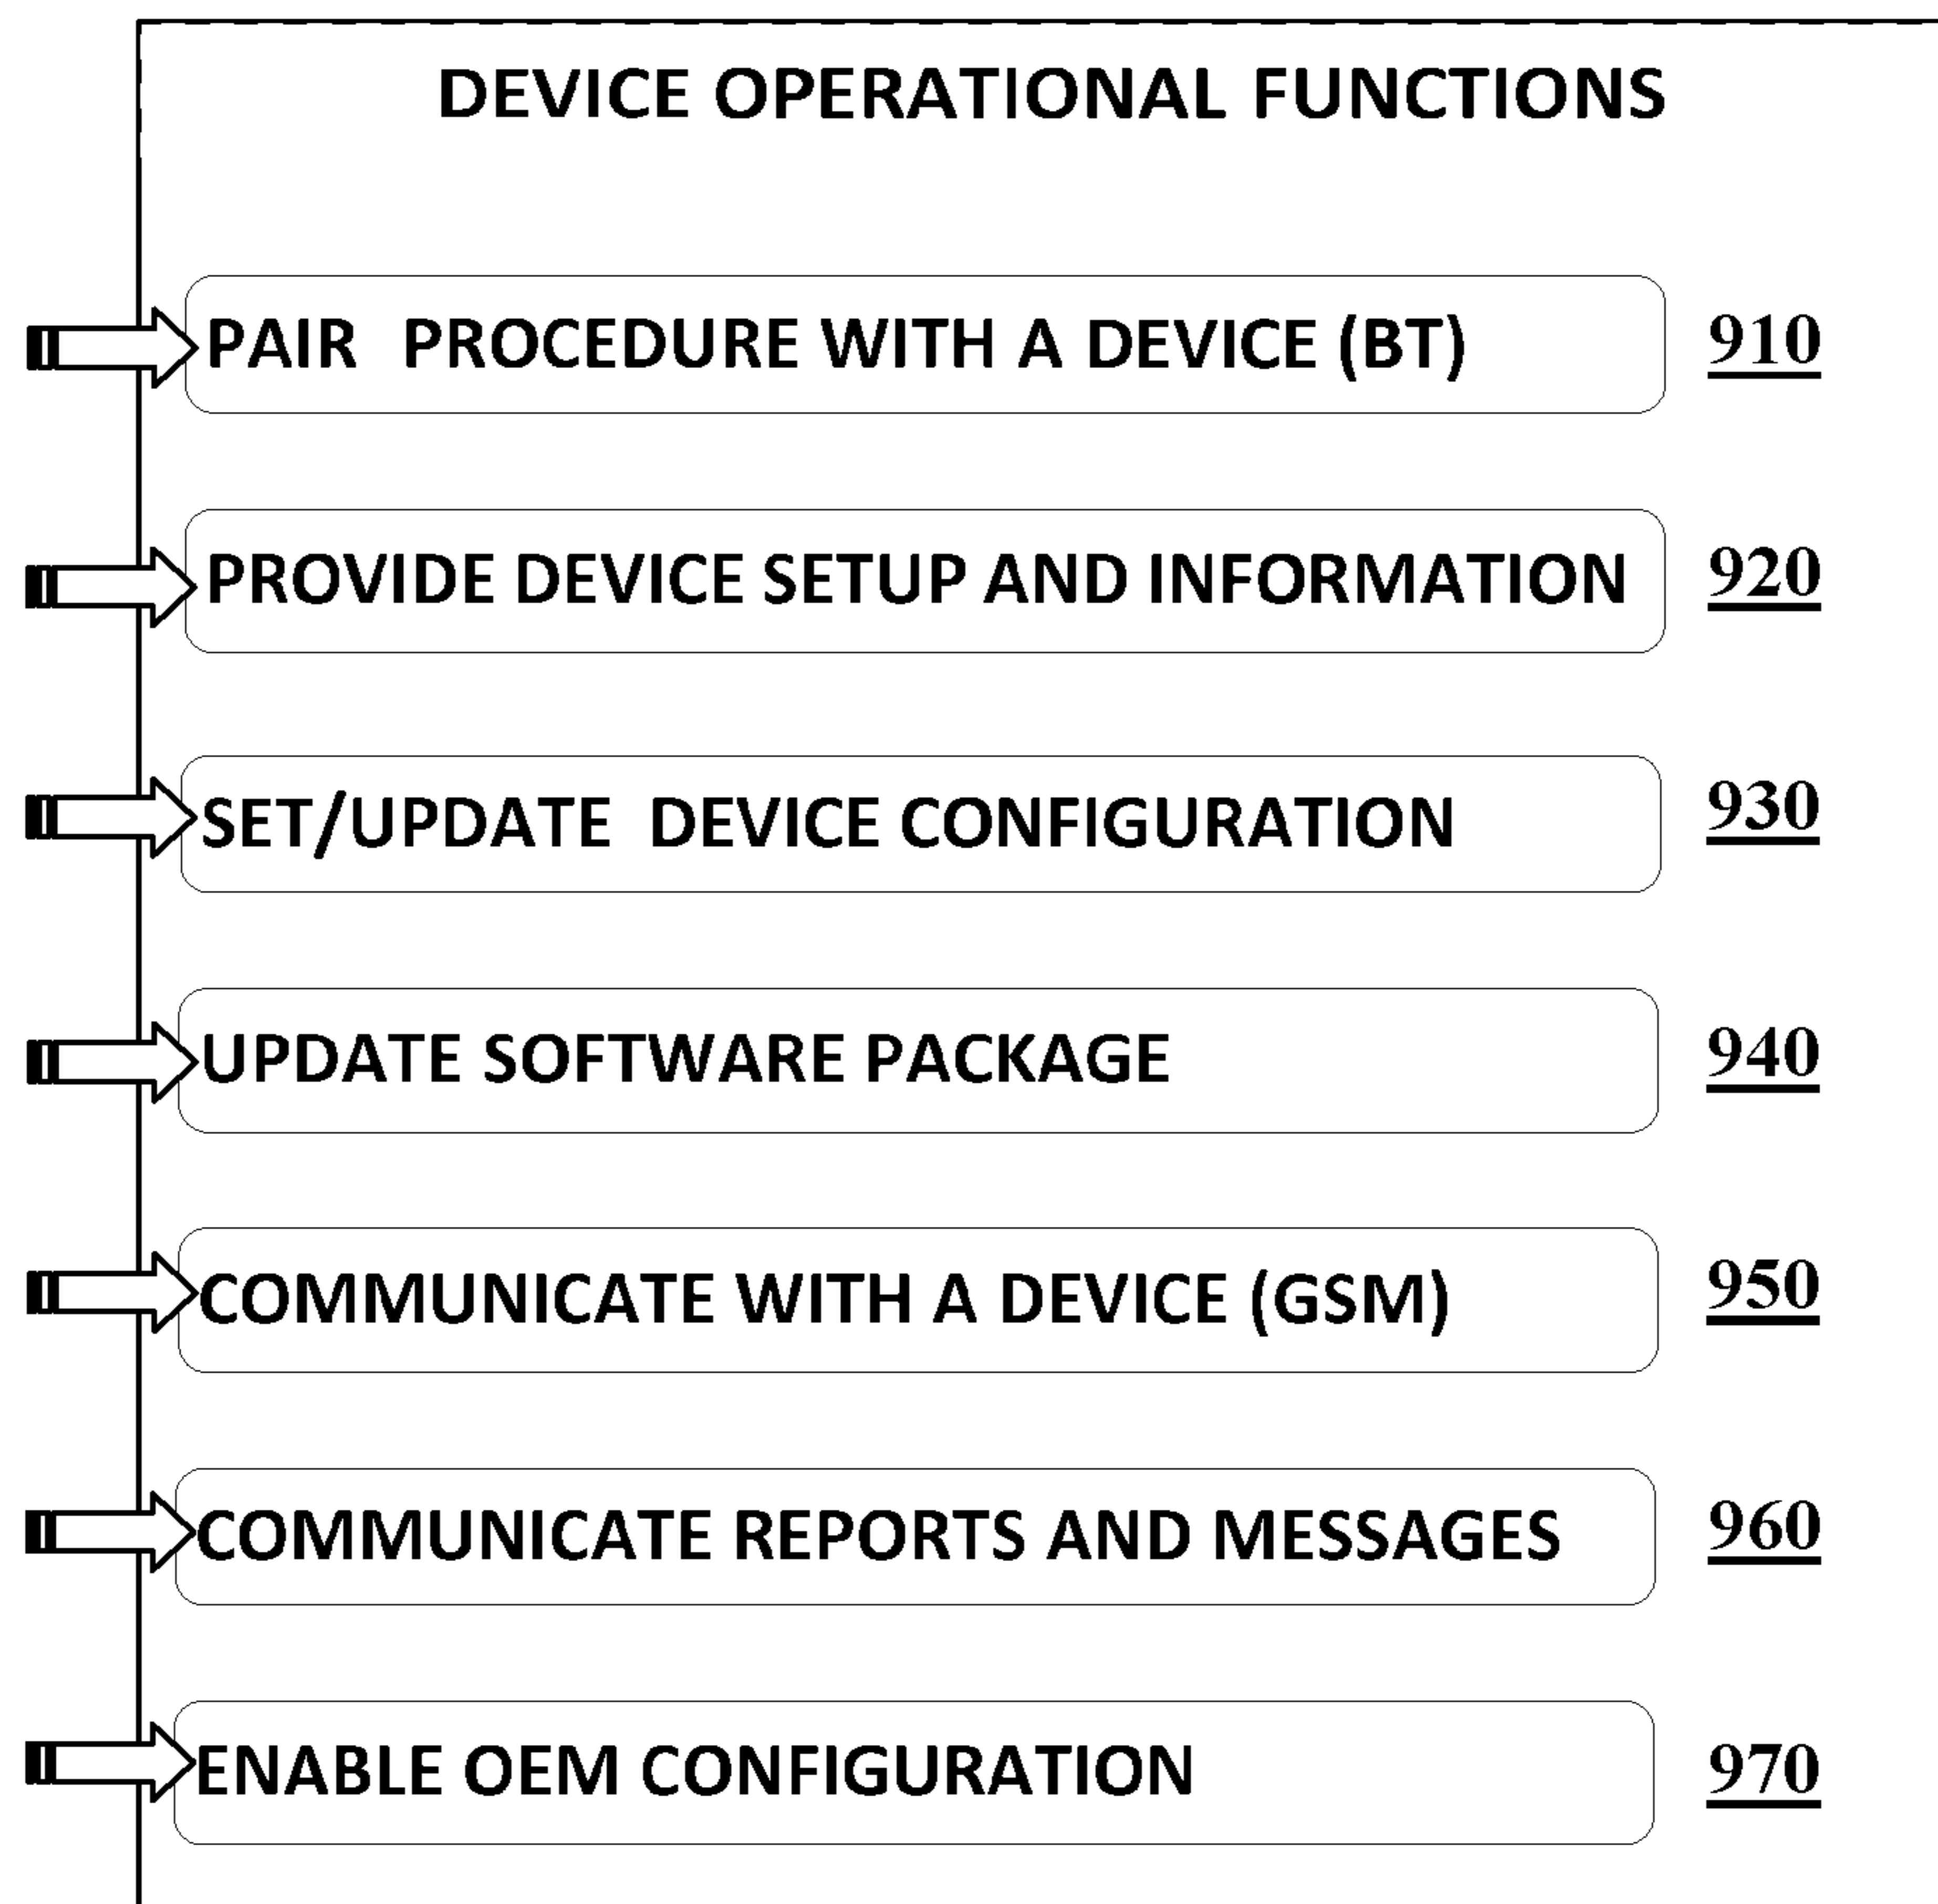 DEVICE OPERATIONAL FUNCTIONS
PAIR PROCEDURE WITH A DEVICE (BT) 910
PROVIDE DEVICE SETUP AND INFORMATION 920
SET/UPDATE DEVICE CONFIGURATION 930
UPDATE SOFTWARE PACKAGE 940
COMMUNICATE WITH A DEVICE (GSM) 950
COMMUNICATE REPORTS AND MESSAGES 960
ENABLE OEM CONFIGURATION 970